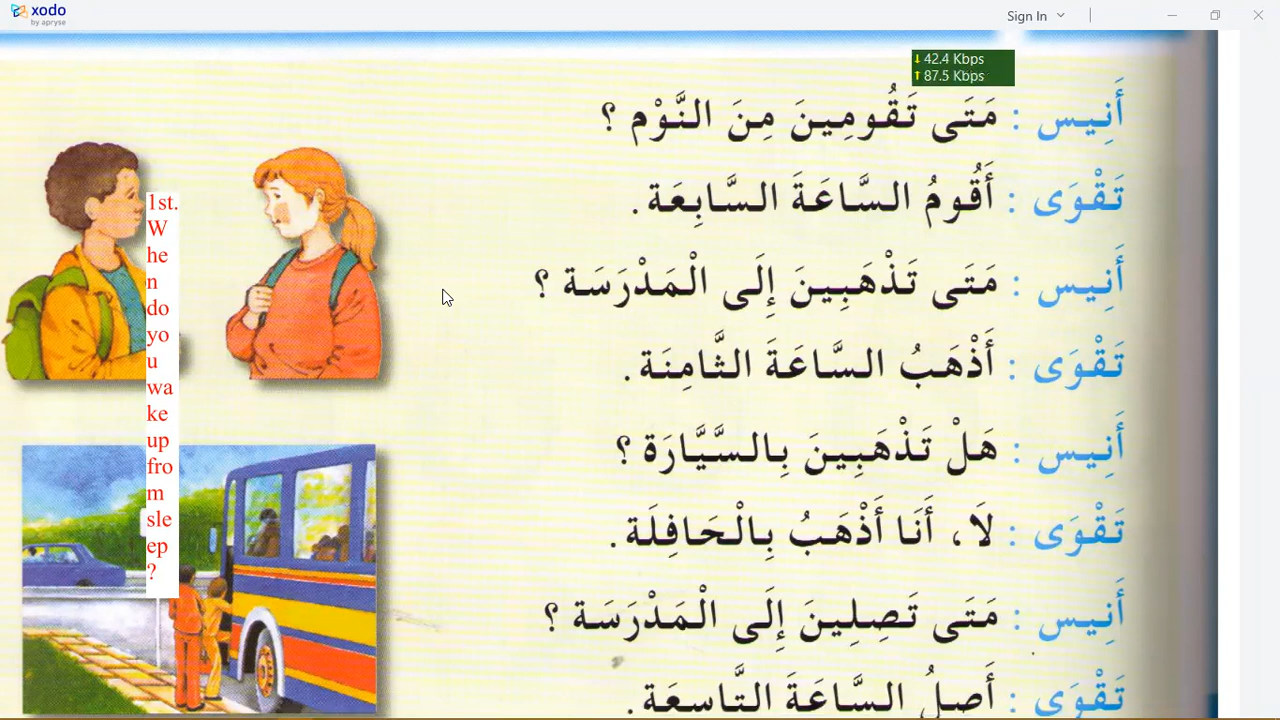 xodo
by apryse
Sign In
↓ 42.4 Kbps
↑ 87.5 Kbps
أَنِيس : مَتَى تَقُومِينَ مِنَ النَّوْم ؟
تَقْوَى : أَقُومُ السَّاعَةَ السَّابِعَة .
أَنِيس : مَتَى تَذْهَبِينَ إِلَى الْمَدْرَسَة ؟
تَقْوَى : أَذْهَبُ السَّاعَةَ الثَّامِنَة .
أَنِيس : هَلْ تَذْهَبِينَ بِالسَّيَّارَة ؟
تَقْوَى : لَا، أَنَا أَذْهَبُ بِالْحَافِلَة .
أَنِيس : مَتَى تَصِلِينَ إِلَى الْمَدْرَسَة ؟
تَقْوَى : أَصِلُ السَّاعَةَ التَّاسِعَة .
1st.
W
he
n
do
yo
u
wa
ke
up
fro
m
sle
ep
?